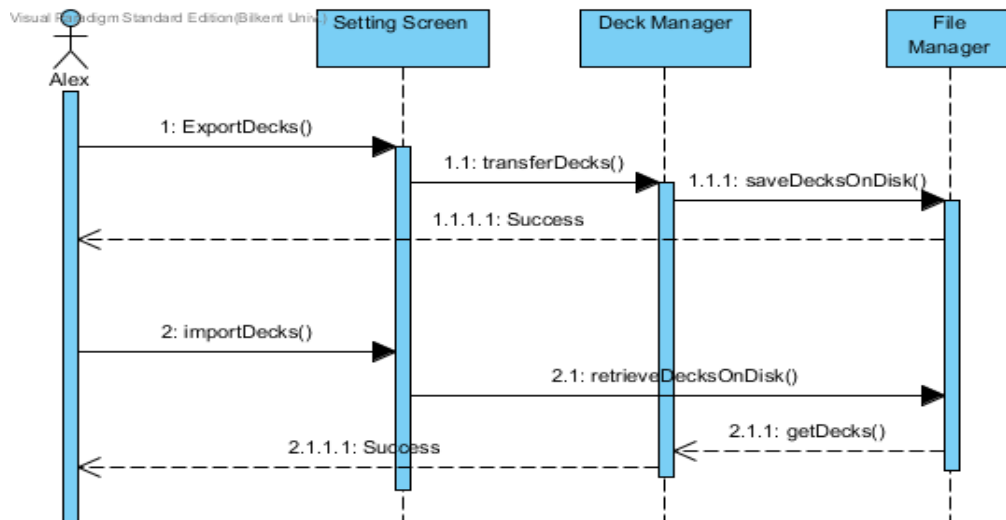 Visual Paradigm Standard Edition(Bilkent Univ.)
Alex
Setting Screen
Deck Manager
File
Manager
1: ExportDecks()
1.1: transferDecks()
1.1.1: saveDecksOnDisk()
1.1.1.1: Success
2: importDecks()
2.1: retrieveDecksOnDisk()
2.1.1: getDecks()
2.1.1.1: Success